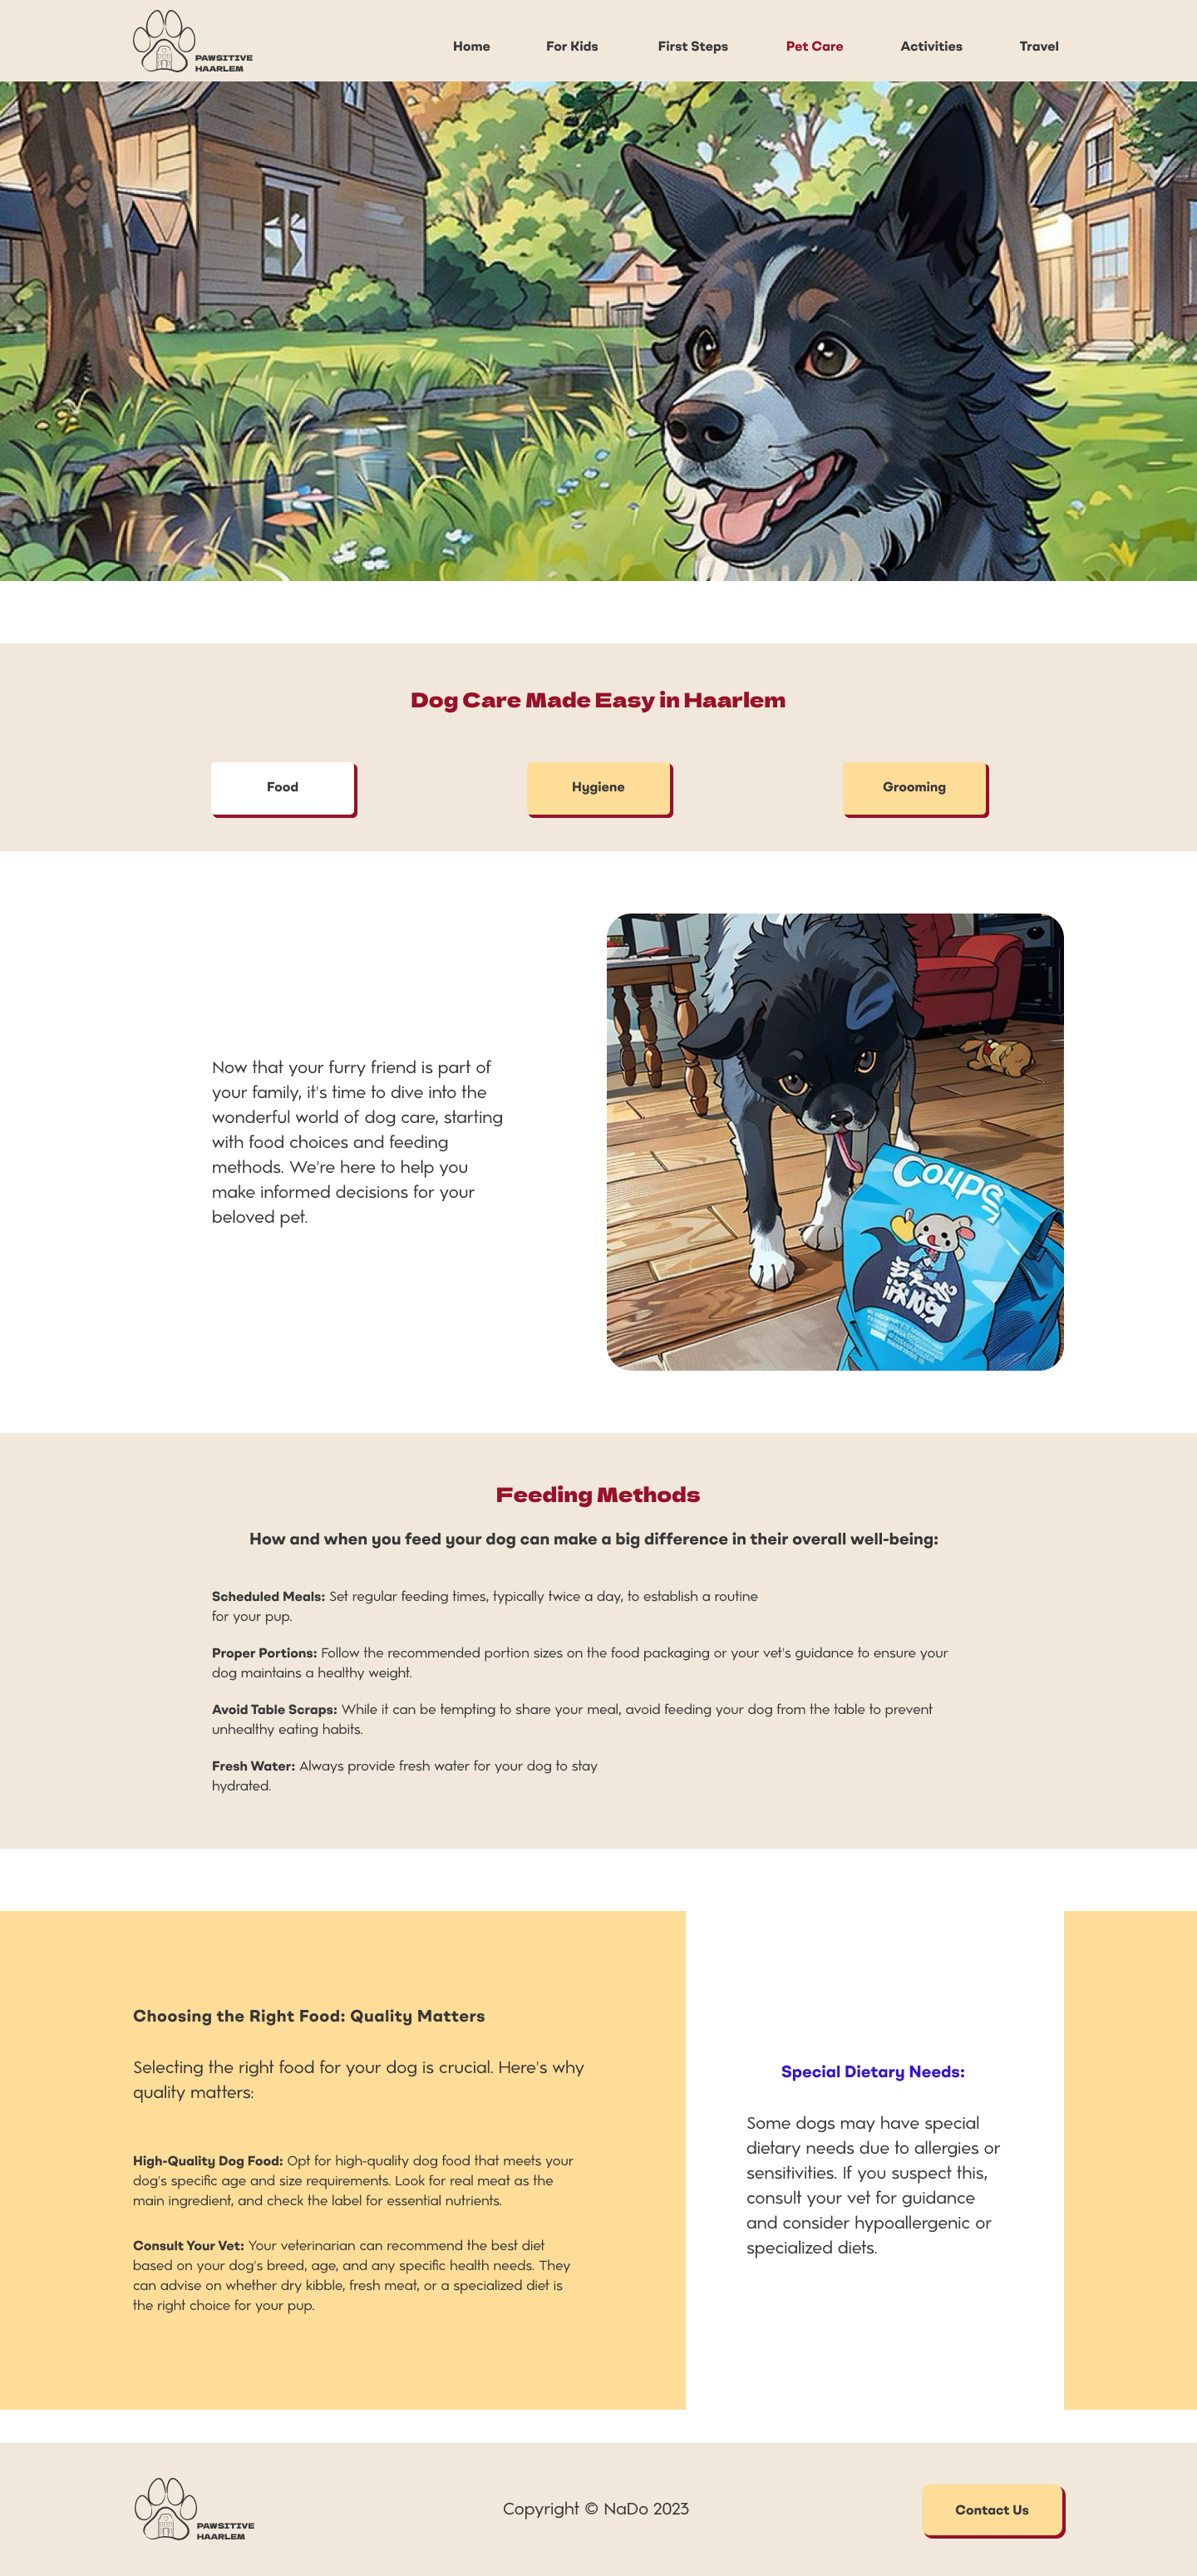 PAWSITIVE
HAARLEM
Home For Kids First Steps Pet Care Activities Travel
Dog Care Made Easy in Haarlem
Food Hygiene Grooming
Now that your furry friend is part of
your family, it's time to dive into the
wonderful world of dog care, starting
with food choices and feeding
methods. We're here to help you
make informed decisions for your
beloved pet.
Feeding Methods
How and when you feed your dog can make a big difference in their overall well-being:
Scheduled Meals: Set regular feeding times, typically twice a day, to establish a routine
for your pup.
Proper Portions: Follow the recommended portion sizes on the food packaging or your vet's guidance to ensure your
dog maintains a healthy weight.
Avoid Table Scraps: While it can be tempting to share your meal, avoid feeding your dog from the table to prevent
unhealthy eating habits.
Fresh Water: Always provide fresh water for your dog to stay
hydrated.
Choosing the Right Food: Quality Matters
Selecting the right food for your dog is crucial. Here's why
quality matters:
High-Quality Dog Food: Opt for high-quality dog food that meets your
dog's specific age and size requirements. Look for real meat as the
main ingredient, and check the label for essential nutrients.
Consult Your Vet: Your veterinarian can recommend the best diet
based on your dog's breed, age, and any specific health needs. They
can advise on whether dry kibble, fresh meat, or a specialized diet is
the right choice for your pup.
Special Dietary Needs:
Some dogs may have special
dietary needs due to allergies or
sensitivities. If you suspect this,
consult your vet for guidance
and consider hypoallergenic or
specialized diets.
PAWSITIVE
HAARLEM
Copyright © NaDo 2023
Contact Us